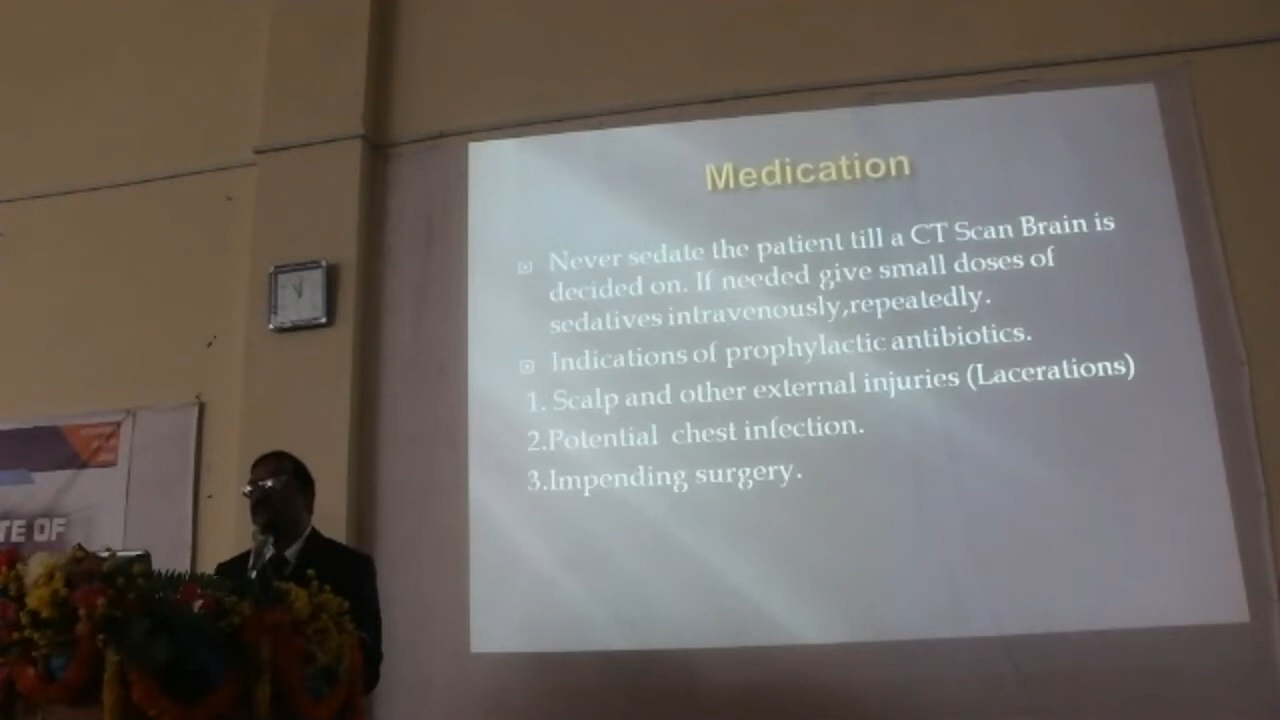 Medication
Never sedate the patient till a CT Scan Brain is
decided on. If needed give small doses of
sedatives intravenously,repeatedly.
Indications of prophylactic antibiotics.
1. Scalp and other external injuries (Lacerations)
2.Potential chest infection.
3.Impending surgery.
TE OF